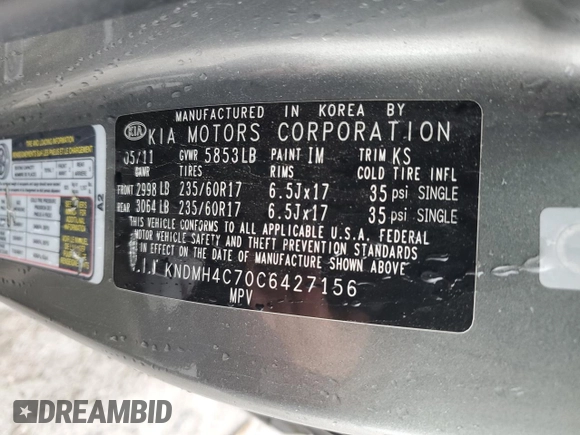 MANUFACTURED IN KOREA BY
KIA KIA MOTORS CORPORATION
05/11 GVWR 5853LB PAINT IM TRIM KS
GAWR TIRES RIMS COLD TIRE INFL
FRONT 2998 LB 235/60R17 6.5Jx17 35 psi SINGLE
REAR 3064 LB 235/60R17 6.5Jx17 35 psi SINGLE
THIS VEHICLE CONFORMS TO ALL APPLICABLE U.S.A. FEDERAL
MOTOR VEHICLE SAFETY AND THEFT PREVENTION STANDARDS
IN EFFECT ON THE DATE OF MANUFACTURE SHOWN ABOVE.
KNDMH4C70C6427156
MPV
A2
DREAMBID